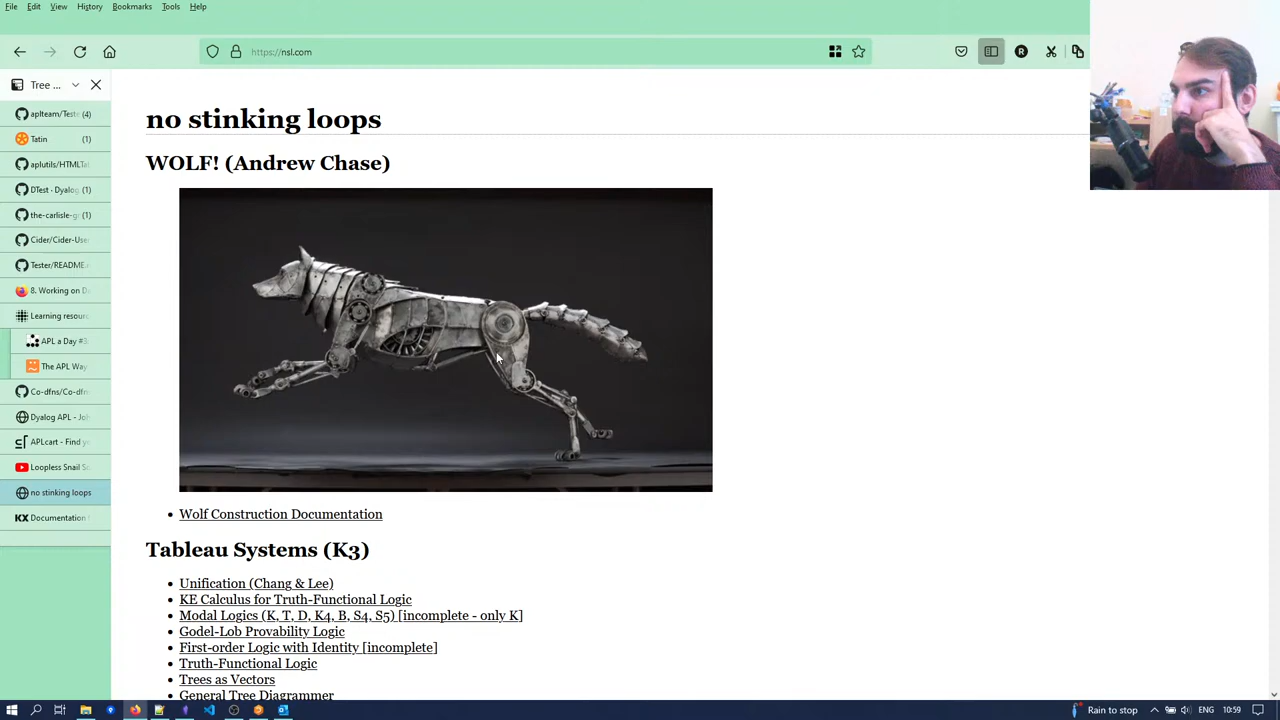 File Edit View History Bookmarks Tools Help
https://nsl.com
Tree ...
no stinking loops
aplteam/Teste (4)
WOLF! (Andrew Chase)
Tatin (1)
aplutils/HTMLTa
DTest - Dyalog (1)
the-carlisle-g (1)
Cider/Cider-Use
Tester/README.
8. Working on D
Learning resour
APL a Day #3
The APL W
Co-dfns/Co-dfns
Dyalog APL - Jo
APLcart - Find y
Loopless Snail S
no stinking loops
KX Documentation
Wolf Construction Documentation
Tableau Systems (K3)
Unification (Chang & Lee)
KE Calculus for Truth-Functional Logic
Modal Logics (K, T, D, K4, B, S4, S5) [incomplete - only K]
Godel-Lob Provability Logic
First-order Logic with Identity [incomplete]
Truth-Functional Logic
Trees as Vectors
General Tree Diagrammer
Rain to stop ENG 10:59